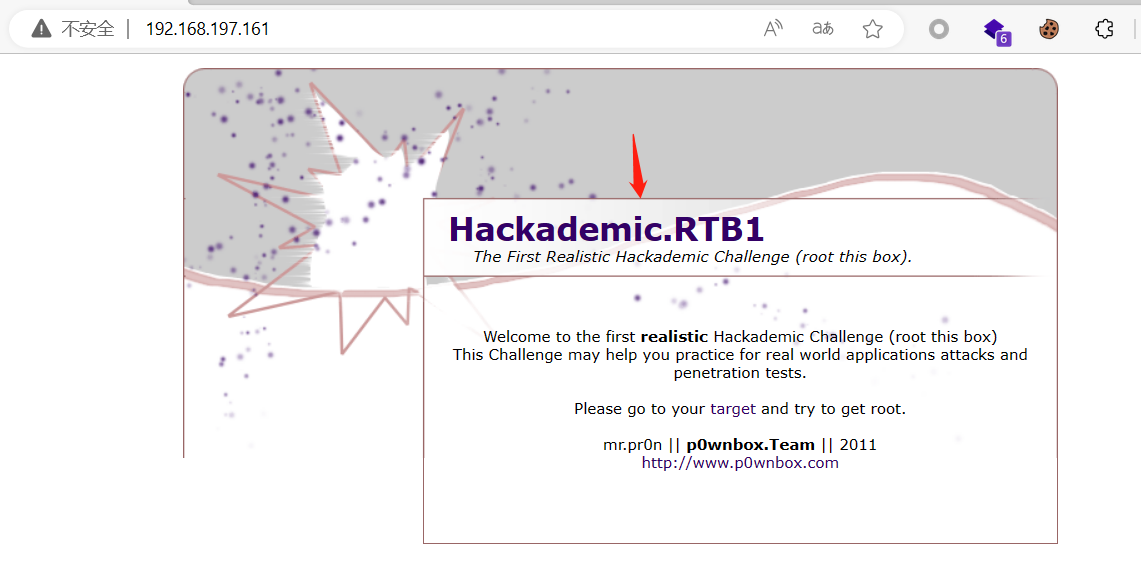 不安全 192.168.197.161 A aあ
6
Hackademic.RTB1
The First Realistic Hackademic Challenge (root this box).
Welcome to the first realistic Hackademic Challenge (root this box)
This Challenge may help you practice for real world applications attacks and
penetration tests.
Please go to your target and try to get root.
mr.pr0n || p0wnbox.Team || 2011
http://www.p0wnbox.com